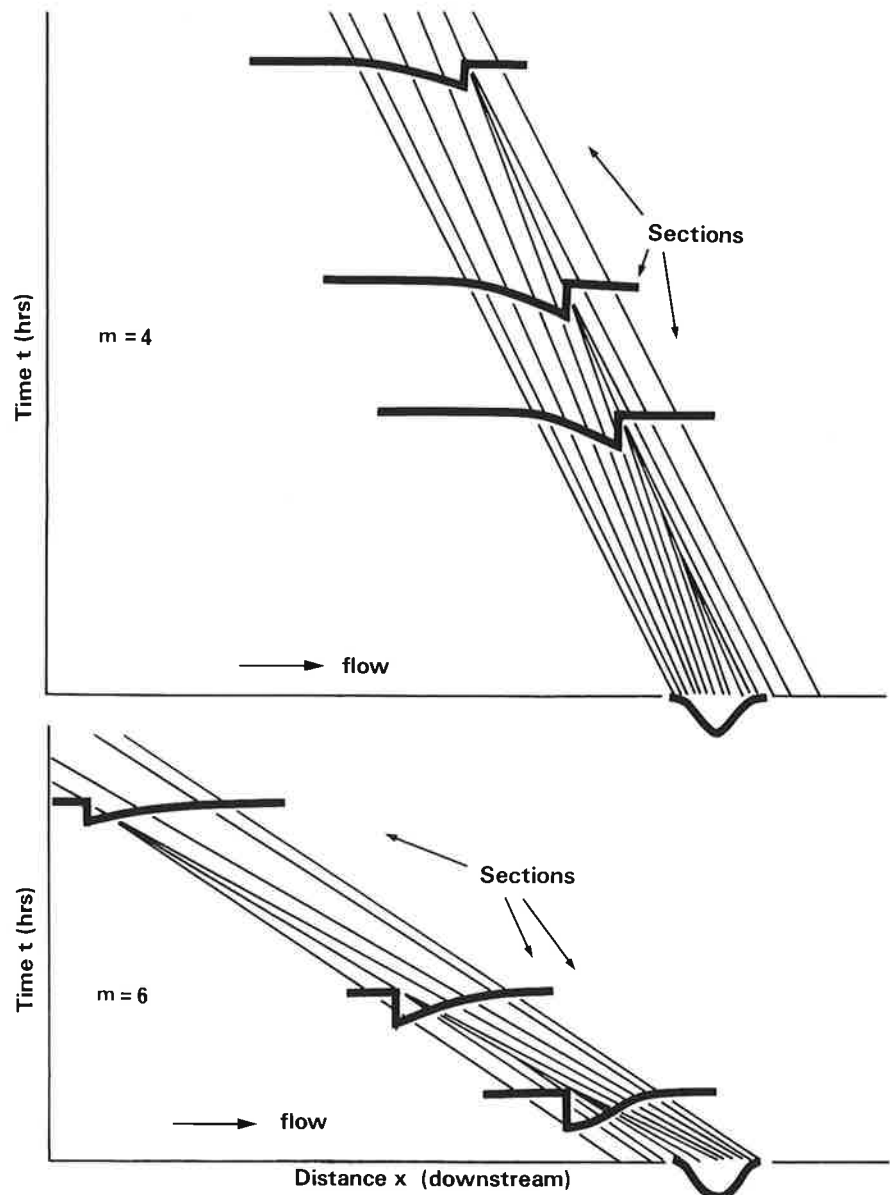 Sections
Time t (hrs)
m = 4
flow
Sections
Time t (hrs)
m = 6
flow
Distance x (downstream)